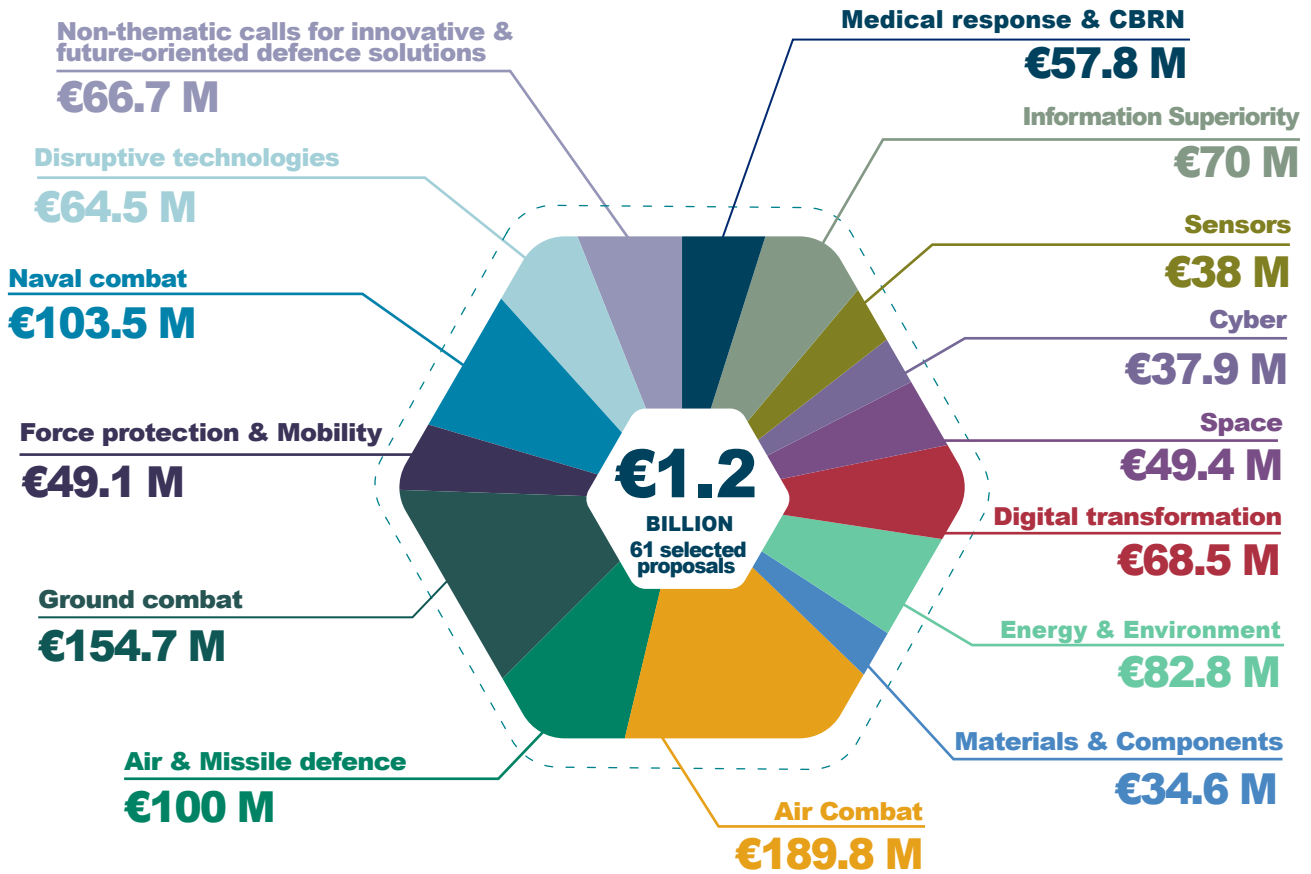 Non-thematic calls for innovative &
future-oriented defence solutions
€66.7 M
Medical response & CBRN
€57.8 M
Information Superiority
€70 M
Disruptive technologies
€64.5 M
Sensors
€38 M
Naval combat
€103.5 M
Cyber
€37.9 M
Force protection & Mobility
€49.1 M
Space
€49.4 M
€1.2
BILLION
61 selected
proposals
Digital transformation
€68.5 M
Ground combat
€154.7 M
Energy & Environment
€82.8 M
Air & Missile defence
€100 M
Materials & Components
€34.6 M
Air Combat
€189.8 M